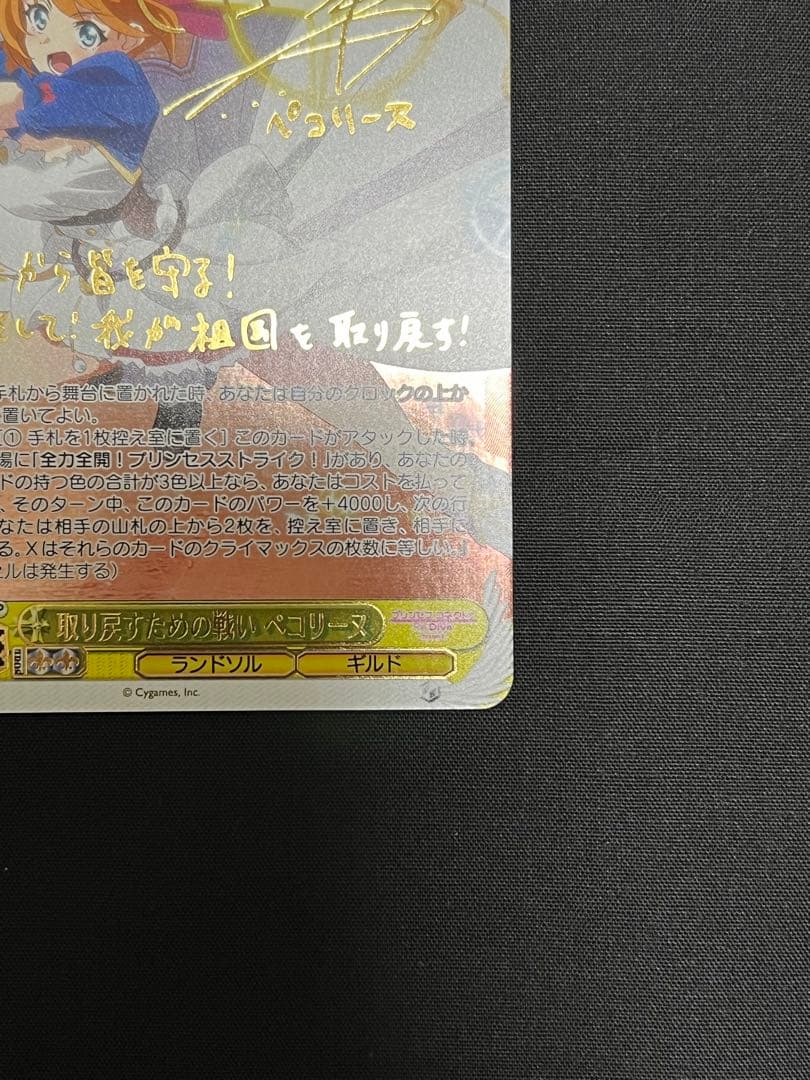 ペコリーヌ
から皆を守る!
して!我が祖国を取り戻す!
手札から舞台に置かれた時、あなたは自分のクロックの上か
置いてよい。
[① 手札を1枚控え室に置く] このカードがアタックした時
場に「全力全開!プリンセスストライク!」があり、あなたの
ドの持つ色の合計が3色以上なら、あなたはコストを払って
、そのターン中、このカードのパワーを+4000し、次の行
なたは相手の山札の上から2枚を、控え室に置き、相手に
る。Xはそれらのカードのクライマックスの枚数に等しい。』
ェルは発生する)
取り戻すための戦い ペコリーヌ
ランドソル ギルド
© Cygames, Inc.